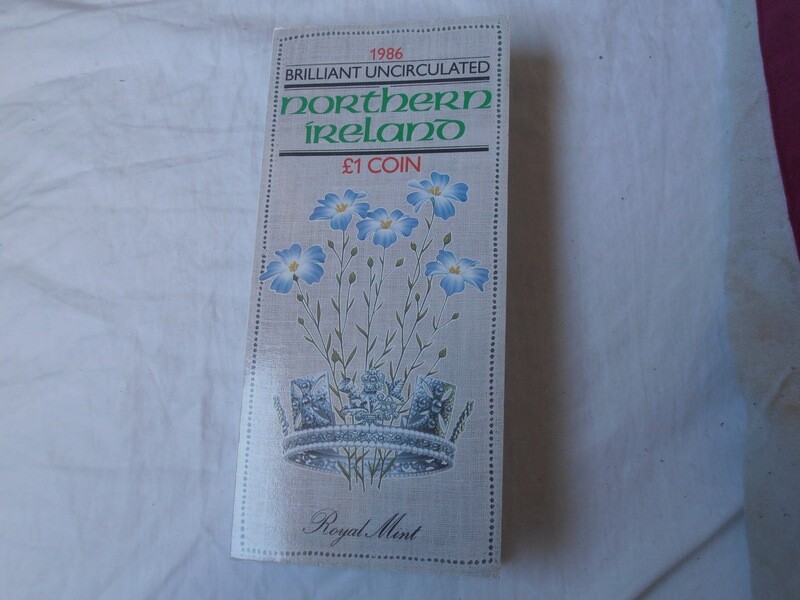 1986
BRILLIANT UNCIRCULATED
northern
ireland
£1 COIN
Royal Mint